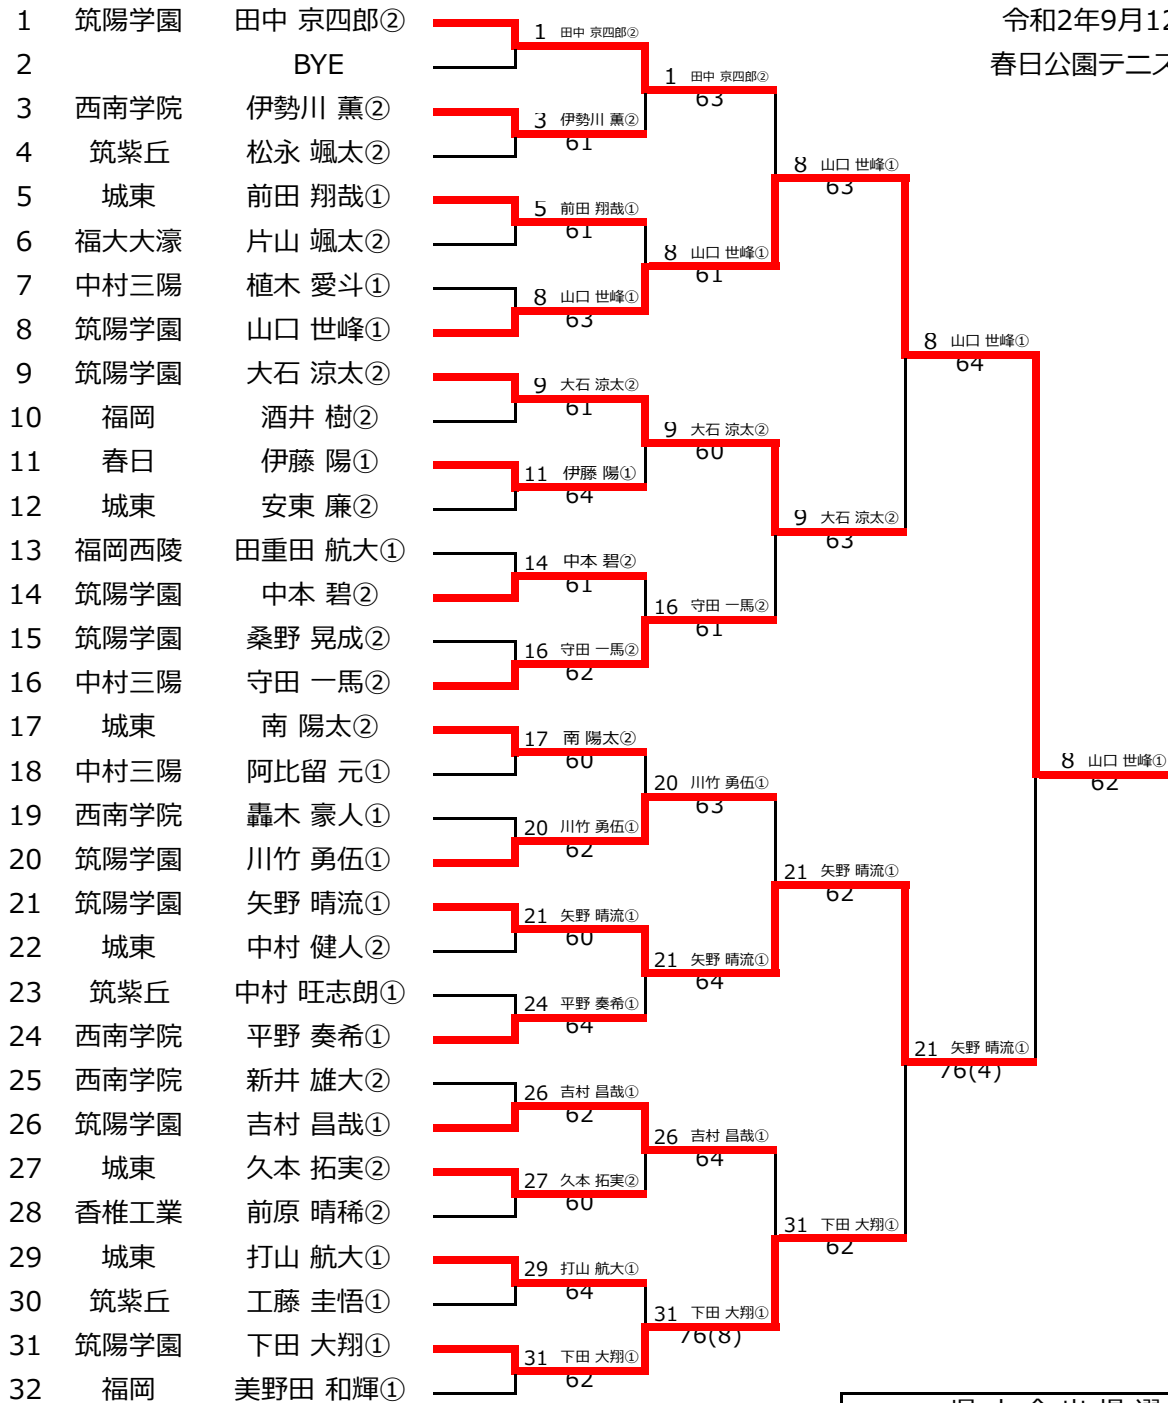 令和2年9月12
春日公園テニス
1 筑陽学園 田中 京四郎②
2 BYE
3 西南学院 伊勢川 薫②
4 筑紫丘 松永 颯太②
5 城東 前田 翔哉①
6 福大大濠 片山 颯太②
7 中村三陽 植木 愛斗①
8 筑陽学園 山口 世峰①
9 筑陽学園 大石 涼太②
10 福岡 酒井 樹②
11 春日 伊藤 陽①
12 城東 安東 廉②
13 福岡西陵 田重田 航大①
14 筑陽学園 中本 碧②
15 筑陽学園 桑野 晃成②
16 中村三陽 守田 一馬②
17 城東 南 陽太②
18 中村三陽 阿比留 元①
19 西南学院 轟木 豪人①
20 筑陽学園 川竹 勇伍①
21 筑陽学園 矢野 晴流①
22 城東 中村 健人②
23 筑紫丘 中村 旺志朗①
24 西南学院 平野 奏希①
25 西南学院 新井 雄大②
26 筑陽学園 吉村 昌哉①
27 城東 久本 拓実②
28 香椎工業 前原 晴稀②
29 城東 打山 航大①
30 筑紫丘 工藤 圭悟①
31 筑陽学園 下田 大翔①
32 福岡 美野田 和輝①
1 田中 京四郎②
3 伊勢川 薫②
61
5 前田 翔哉①
61
8 山口 世峰①
63
9 大石 涼太②
61
11 伊藤 陽①
64
14 中本 碧②
61
16 守田 一馬②
62
17 南 陽太②
60
20 川竹 勇伍①
62
21 矢野 晴流①
60
24 平野 奏希①
64
26 吉村 昌哉①
62
27 久本 拓実②
60
29 打山 航大①
64
31 下田 大翔①
62
1 田中 京四郎②
63
8 山口 世峰①
61
9 大石 涼太②
60
16 守田 一馬②
61
20 川竹 勇伍①
63
21 矢野 晴流①
64
26 吉村 昌哉①
64
31 下田 大翔①
76(8)
8 山口 世峰①
63
9 大石 涼太②
63
21 矢野 晴流①
62
31 下田 大翔①
62
8 山口 世峰①
64
21 矢野 晴流①
76(4)
8 山口 世峰①
62